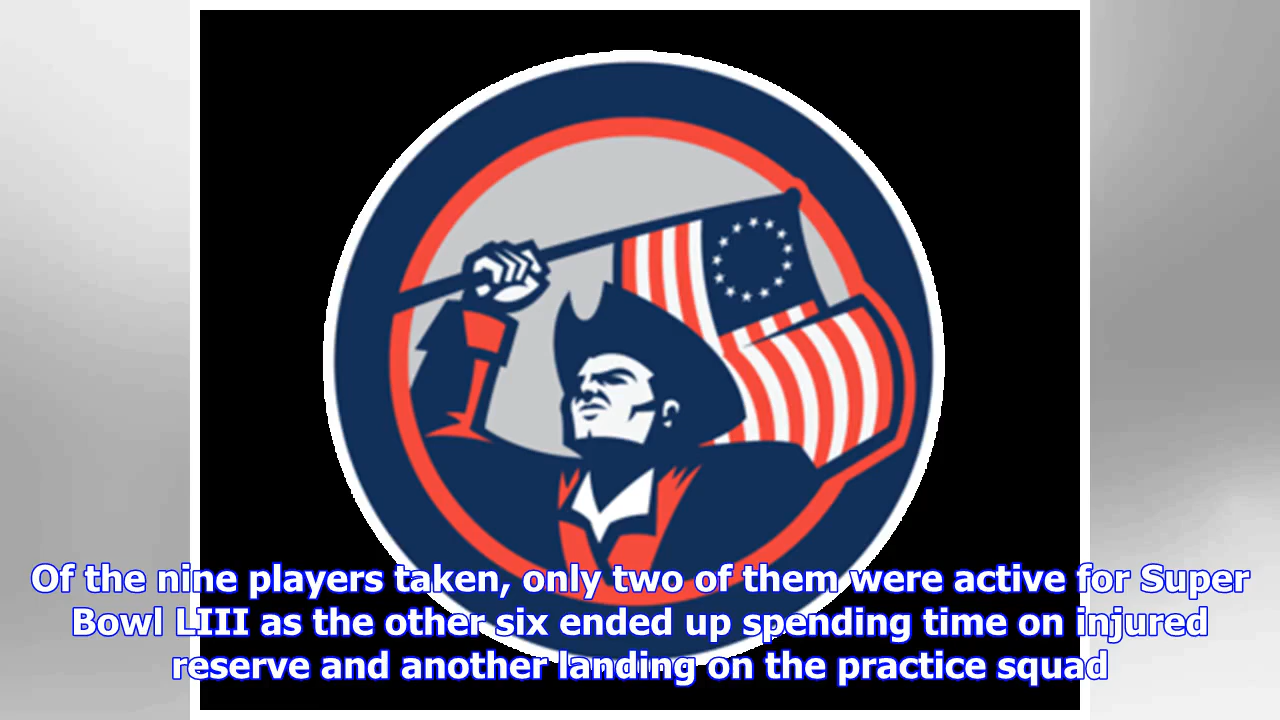 Of the nine players taken, only two of them were active for Super
Bowl LIII as the other six ended up spending time on injured
reserve and another landing on the practice squad